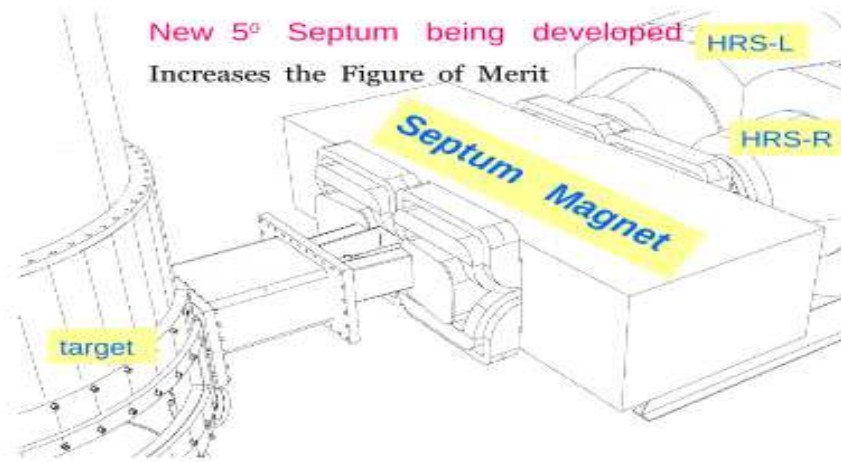 New 5º Septum being developed
HRS-L
Increases the Figure of Merit
Septum Magnet
HRS-R
target